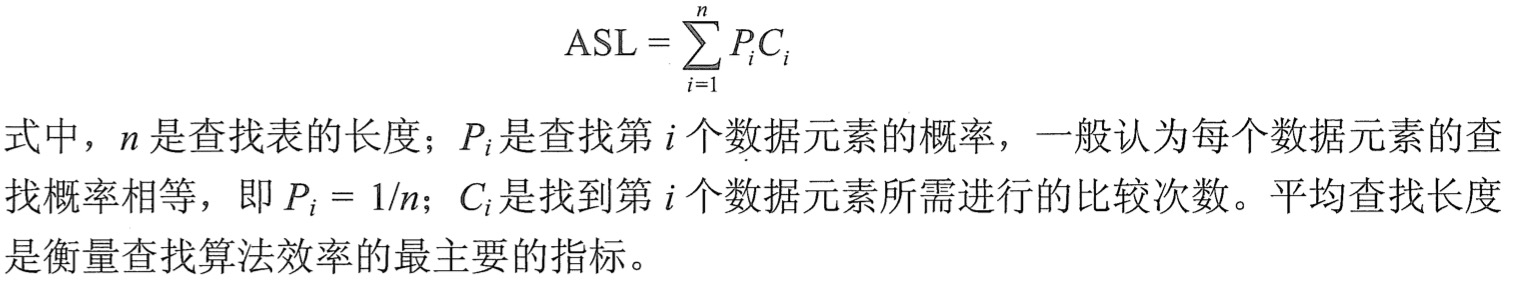 ASL = \sum_{i=1}^{n} P_i C_i
式中，n 是查找表的长度；P_i 是查找第 i 个数据元素的概率，一般认为每个数据元素的查
找概率相等，即 P_i = 1/n；C_i 是找到第 i 个数据元素所需进行的比较次数。平均查找长度
是衡量查找算法效率的最主要的指标。